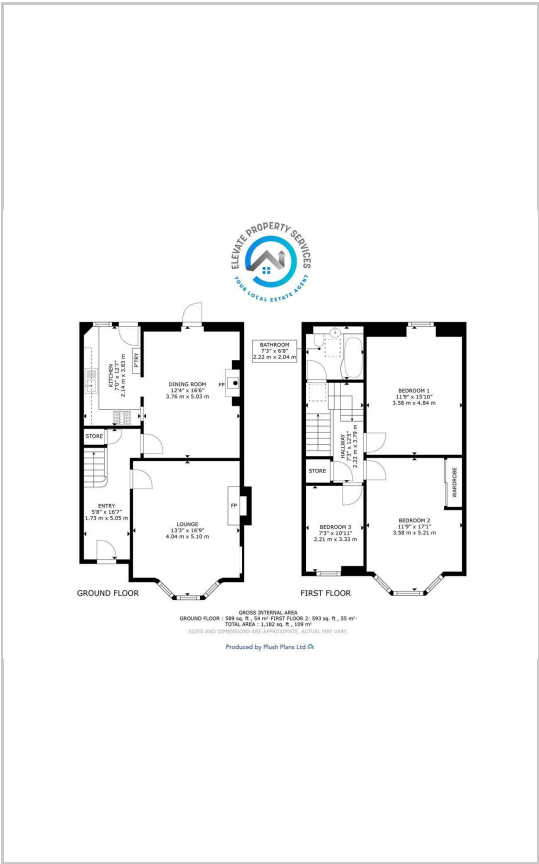 ELEVATE PROPERTY SERVICES
YOUR LOCAL ESTATE AGENT
KITCHEN
7'0" x 12'7"
2.14 m x 3.83 m
P'TRY
DINING ROOM
12'4" x 16'6"
3.76 m x 5.03 m
FP
STORE
ENTRY
5'8" x 16'7"
1.73 m x 5.05 m
LOUNGE
13'3" x 16'9"
4.04 m x 5.10 m
FP
GROUND FLOOR
BATHROOM
7'3" x 6'8"
2.22 m x 2.04 m
BEDROOM 1
11'9" x 15'10"
3.58 m x 4.84 m
HALLWAY
7'3" x 12'5"
2.22 m x 3.79 m
STORE
BEDROOM 3
7'3" x 10'11"
2.21 m x 3.33 m
BEDROOM 2
11'9" x 17'1"
3.58 m x 5.21 m
WARDROBE
FIRST FLOOR
GROSS INTERNAL AREA
GROUND FLOOR : 589 sq. ft , 54 m² FIRST FLOOR 2: 593 sq. ft , 55 m²
TOTAL AREA : 1,182 sq. ft , 109 m²
SIZES AND DIMENSIONS ARE APPROXIMATE, ACTUAL MAY VARY.
Produced by Plush Plans Ltd